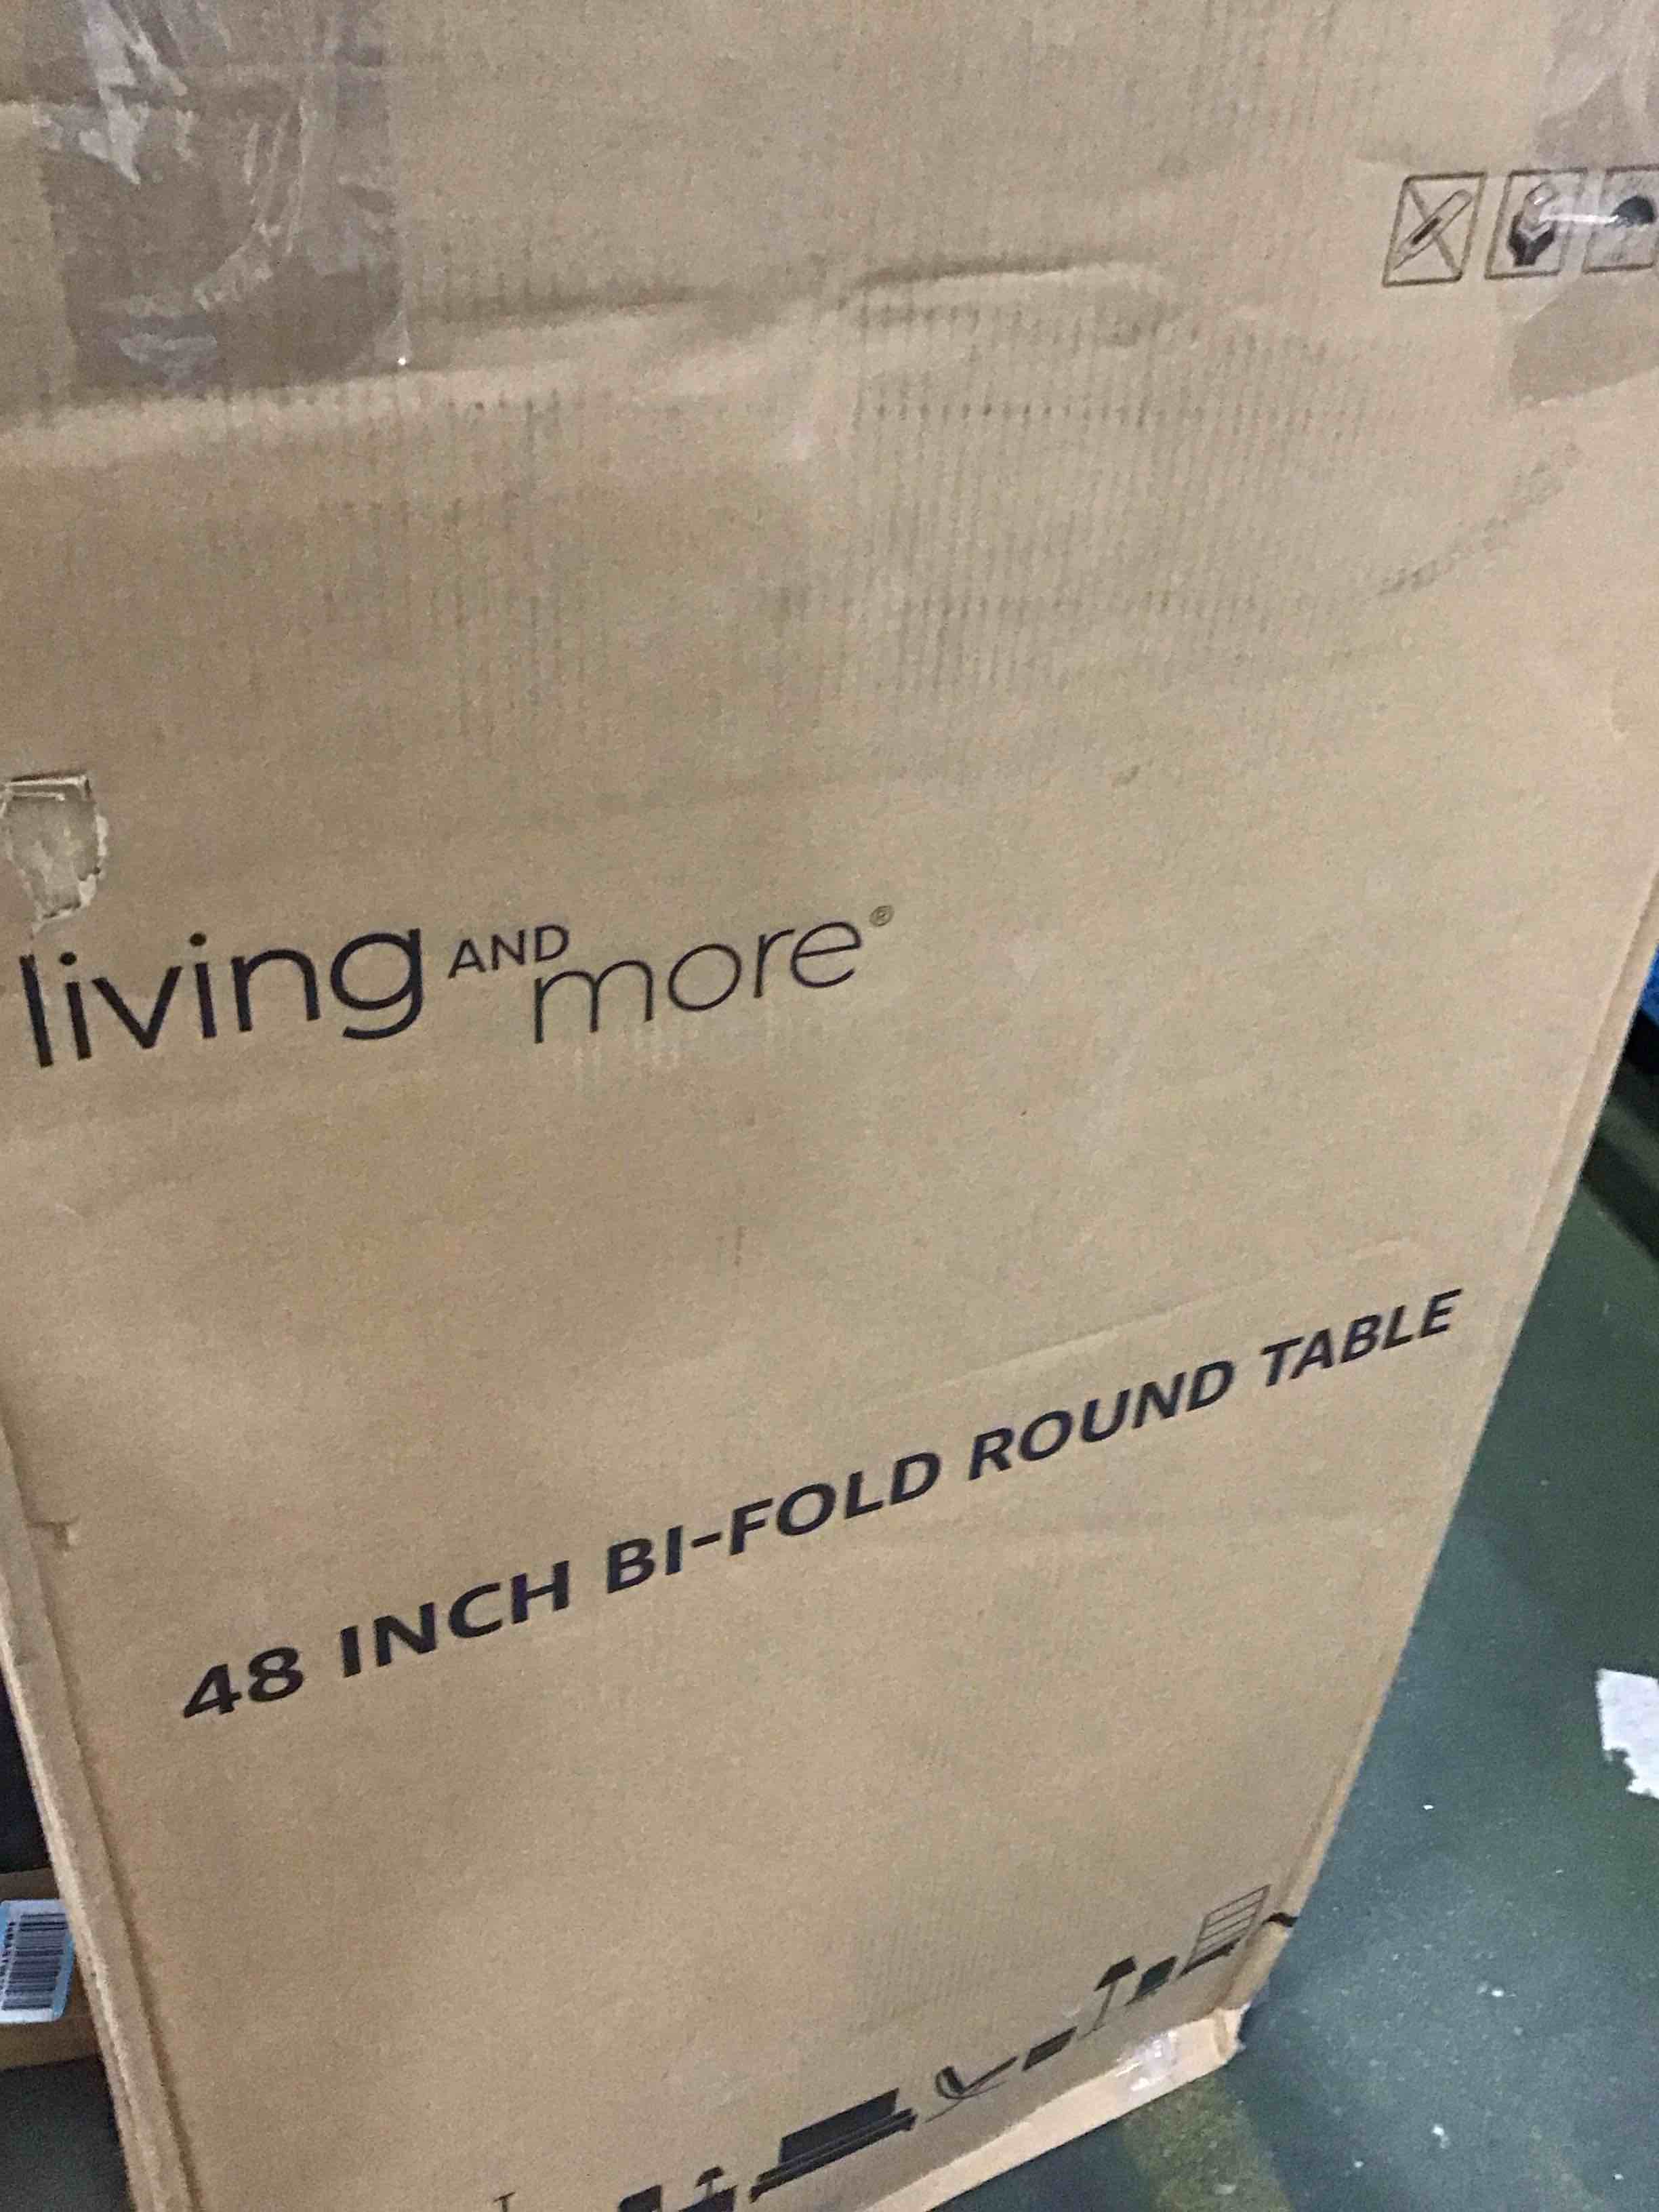 living AND more®
48 INCH BI-FOLD ROUND TABLE